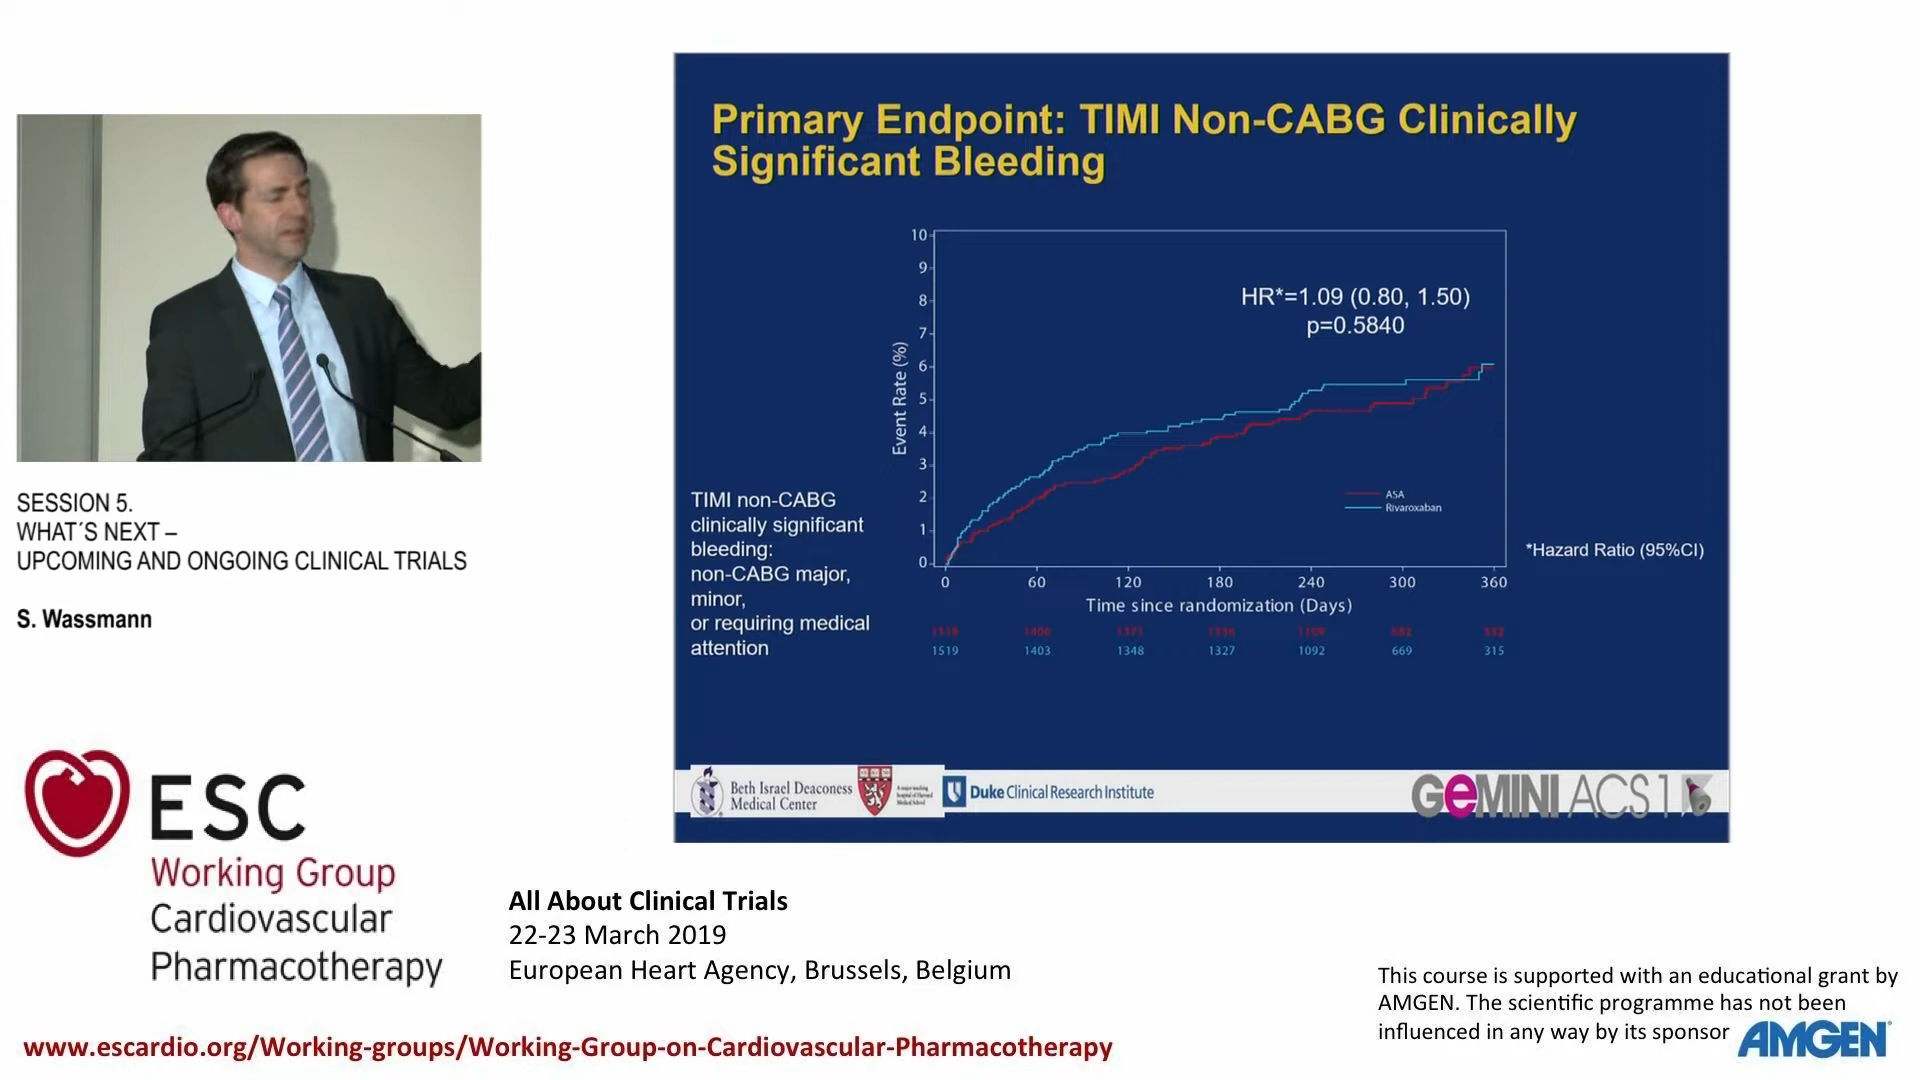 Primary Endpoint: TIMI Non-CABG Clinically
Significant Bleeding
HR*=1.09 (0.80, 1.50)
p=0.5840
Event Rate (%)
10
9
8
7
6
5
4
3
2
1
0
0 60 120 180 240 300 360
Time since randomization (Days)
ASA
Rivaroxaban
1519 1403 1348 1327 1092 669 315
TIMI non-CABG
clinically significant
bleeding:
non-CABG major,
minor,
or requiring medical
attention
*Hazard Ratio (95%CI)
Beth Israel Deaconess
Medical Center
Duke Clinical Research Institute
GeMINI ACS 1
SESSION 5.
WHAT´S NEXT –
UPCOMING AND ONGOING CLINICAL TRIALS
S. Wassmann
ESC
Working Group
Cardiovascular
Pharmacotherapy
All About Clinical Trials
22-23 March 2019
European Heart Agency, Brussels, Belgium
This course is supported with an educational grant by
AMGEN. The scientific programme has not been
influenced in any way by its sponsor
AMGEN
www.escardio.org/Working-groups/Working-Group-on-Cardiovascular-Pharmacotherapy